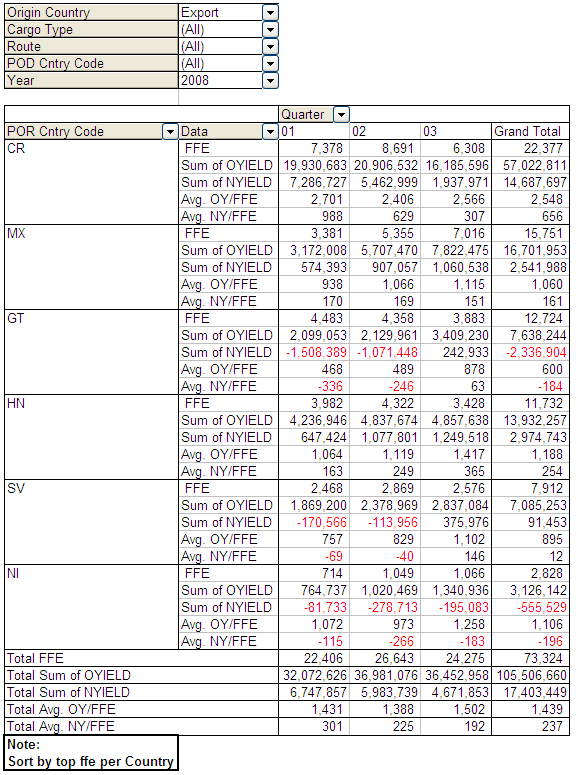 Origin Country Export
Cargo Type (All)
Route (All)
POD Cntry Code (All)
Year 2008
Quarter
POR Cntry Code Data 01 02 03 Grand Total
CR FFE 7,378 8,691 6,308 22,377
Sum of OYIELD 19,930,683 20,906,532 16,185,596 57,022,811
Sum of NYIELD 7,286,727 5,462,999 1,937,971 14,687,697
Avg. OY/FFE 2,701 2,406 2,566 2,548
Avg. NY/FFE 988 629 307 656
MX FFE 3,381 5,355 7,016 15,751
Sum of OYIELD 3,172,008 5,707,470 7,822,475 16,701,953
Sum of NYIELD 574,393 907,057 1,060,538 2,541,988
Avg. OY/FFE 938 1,066 1,115 1,060
Avg. NY/FFE 170 169 151 161
GT FFE 4,483 4,358 3,883 12,724
Sum of OYIELD 2,099,053 2,129,961 3,409,230 7,638,244
Sum of NYIELD -1,508,389 -1,071,448 242,933 -2,336,904
Avg. OY/FFE 468 489 878 600
Avg. NY/FFE -336 -246 63 -184
HN FFE 3,982 4,322 3,428 11,732
Sum of OYIELD 4,236,946 4,837,674 4,857,638 13,932,257
Sum of NYIELD 647,424 1,077,801 1,249,518 2,974,743
Avg. OY/FFE 1,064 1,119 1,417 1,188
Avg. NY/FFE 163 249 365 254
SV FFE 2,468 2,869 2,576 7,912
Sum of OYIELD 1,869,200 2,378,969 2,837,084 7,085,253
Sum of NYIELD -170,566 -113,956 375,976 91,453
Avg. OY/FFE 757 829 1,102 895
Avg. NY/FFE -69 -40 146 12
NI FFE 714 1,049 1,066 2,828
Sum of OYIELD 764,737 1,020,469 1,340,936 3,126,142
Sum of NYIELD -81,733 -278,713 -195,083 -555,529
Avg. OY/FFE 1,072 973 1,258 1,106
Avg. NY/FFE -115 -266 -183 -196
Total FFE 22,406 26,643 24,275 73,324
Total Sum of OYIELD 32,072,626 36,981,076 36,452,958 105,506,660
Total Sum of NYIELD 6,747,857 5,983,739 4,671,853 17,403,449
Total Avg. OY/FFE 1,431 1,388 1,502 1,439
Total Avg. NY/FFE 301 225 192 237
Note:
Sort by top ffe per Country